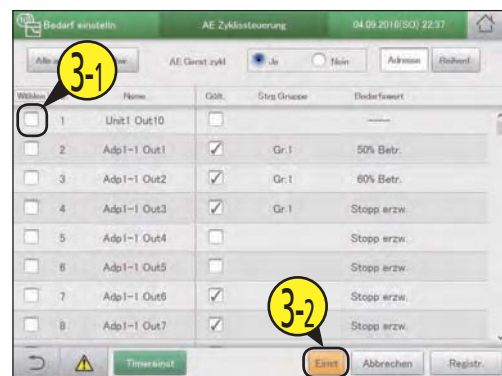 Bedarf einstelln AE Zyklissteuerung 04.09.2016(SO) 22:37
AE Gerät zykl Ja Nein Adressen Reihenf.
Wählen Name Gült. Strg Gruppe Bedarfswert
3-1
1 Unit1 Out10 ----
2 Adp1-1 Out1 Gr.1 50% Betr.
3 Adp1-1 Out2 Gr.1 60% Betr.
4 Adp1-1 Out3 Gr.1 Stopp erzw.
5 Adp1-1 Out4 Stopp erzw.
6 Adp1-1 Out5 Stopp erzw.
7 Adp1-1 Out6 Stopp erzw.
8 Adp1-1 Out7 Stopp erzw.
3-2
Timereinst Einst Abbrechen Registr.